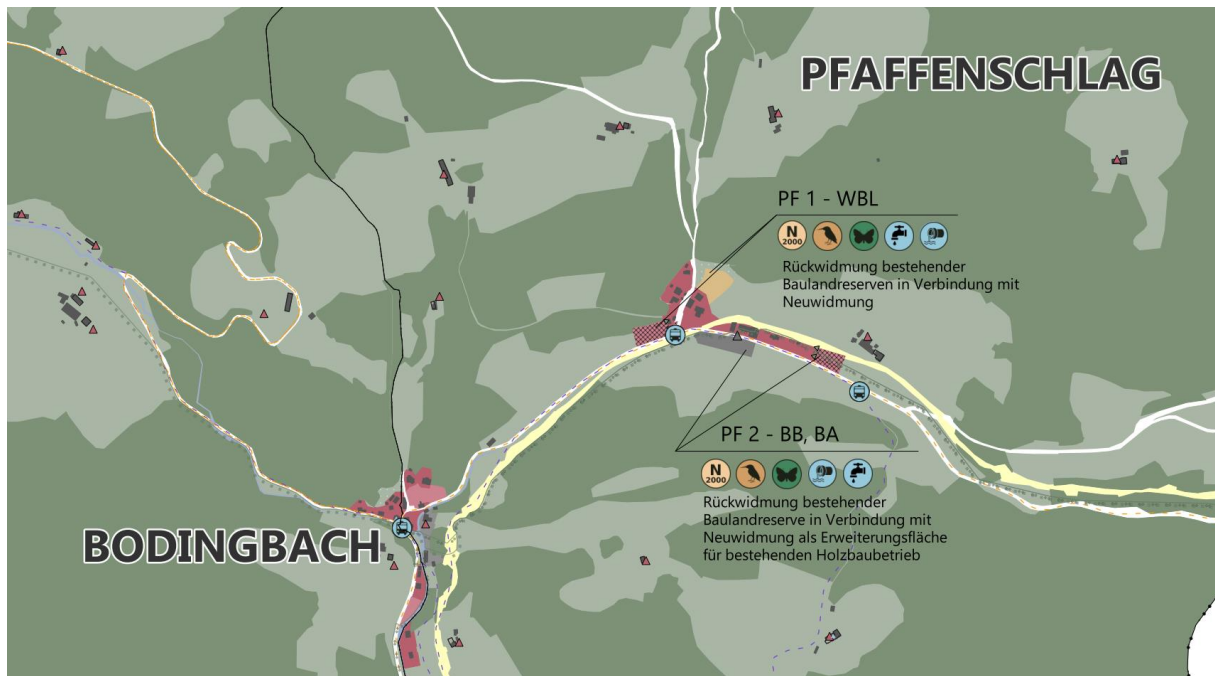 PFAFFENSCHLAG
PF 1 - WBL
N
2000
Rückwidmung bestehender
Baulandreserven in Verbindung mit
Neuwidmung
PF 2 - BB, BA
N
2000
Rückwidmung bestehender
Baulandreserve in Verbindung mit
Neuwidmung als Erweiterungsfläche
für bestehenden Holzbaubetrieb
BODINGBACH